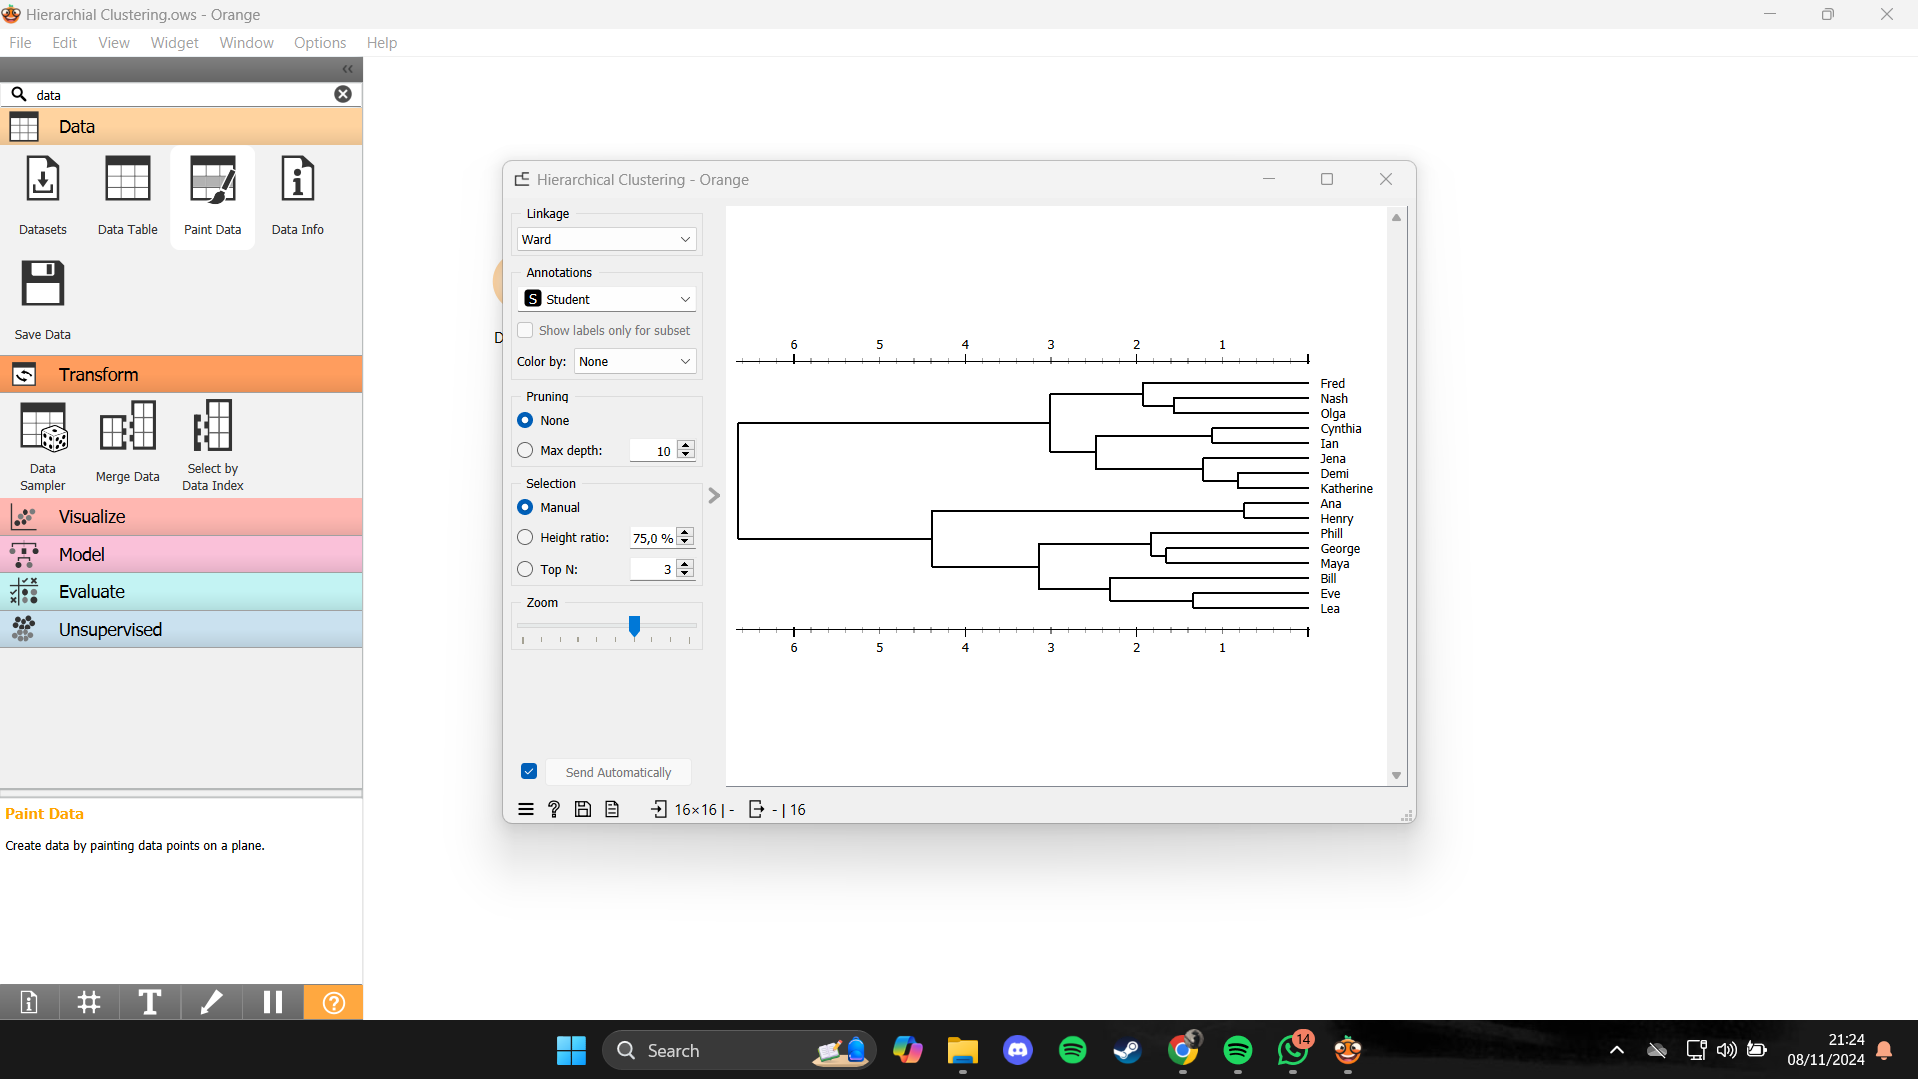 Hierarchial Clustering.ows - Orange
File Edit View Widget Window Options Help
data
Data
Datasets Data Table Paint Data Data Info
Save Data
Transform
Data Sampler
Merge Data
Select by Data Index
Visualize
Model
Evaluate
Unsupervised
Paint Data
Create data by painting data points on a plane.
D
Hierarchical Clustering - Orange
Linkage
Ward
Annotations
S Student
Show labels only for subset
Color by: None
Pruning
None
Max depth: 10
Selection
Manual
Height ratio: 75,0 %
Top N: 3
Zoom
Send Automatically
16×16 | - - | 16
6 5 4 3 2 1
Fred
Nash
Olga
Cynthia
Ian
Jena
Demi
Katherine
Ana
Henry
Phill
George
Maya
Bill
Eve
Lea
6 5 4 3 2 1
Search
14
21:24
08/11/2024